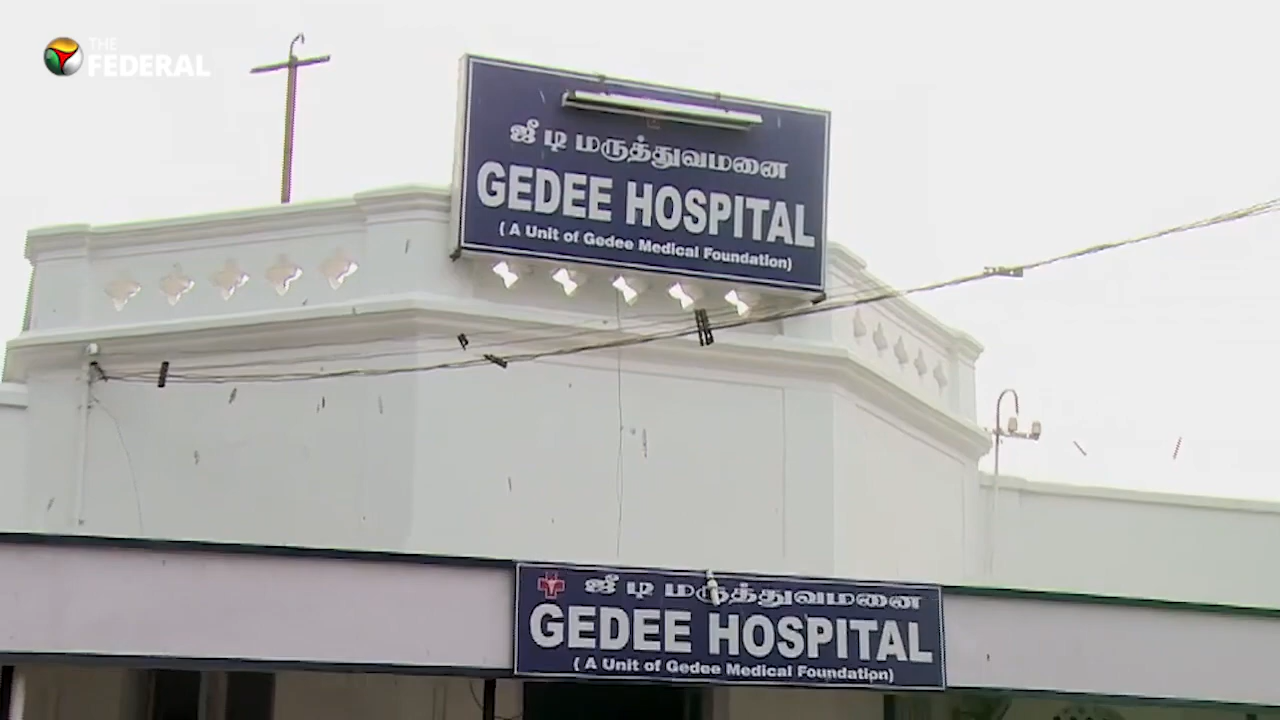 THE
FEDERAL
ஜீ டி மருத்துவமனை
GEDEE HOSPITAL
( A Unit of Gedee Medical Foundation)
ஜீ டி மருத்துவமனை
GEDEE HOSPITAL
( A Unit of Gedee Medical Foundation)